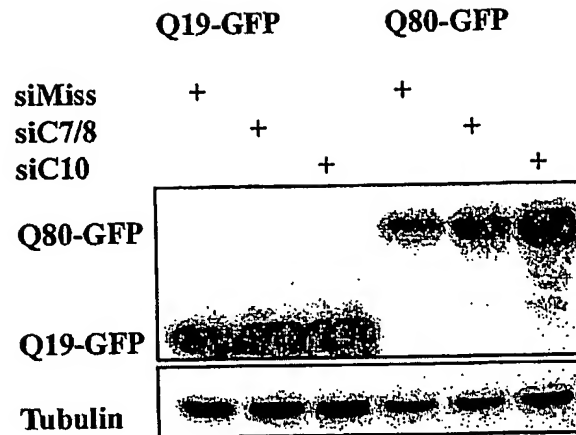 Q19-GFP Q80-GFP
siMiss + +
siC7/8 + +
siC10 + +
Q80-GFP
Q19-GFP
Tubulin